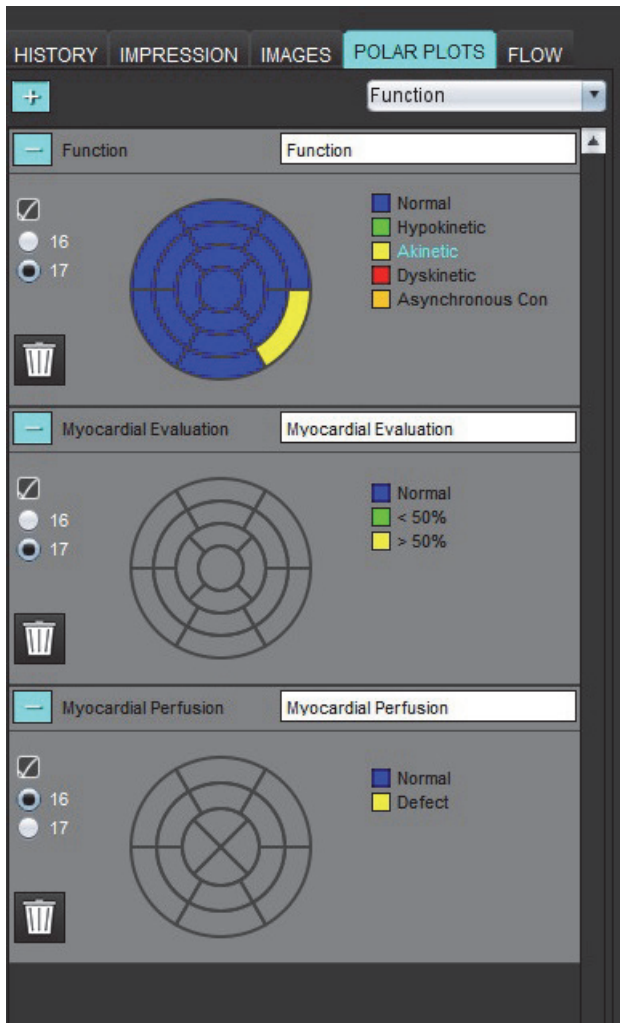 HISTORY IMPRESSION IMAGES POLAR PLOTS FLOW
Function
Function Function
Normal
Hypokinetic
16
Akinetic
17
Dyskinetic
Asynchronous Con
Myocardial Evaluation Myocardial Evaluation
Normal
16
< 50%
17
> 50%
Myocardial Perfusion Myocardial Perfusion
Normal
16
Defect
17